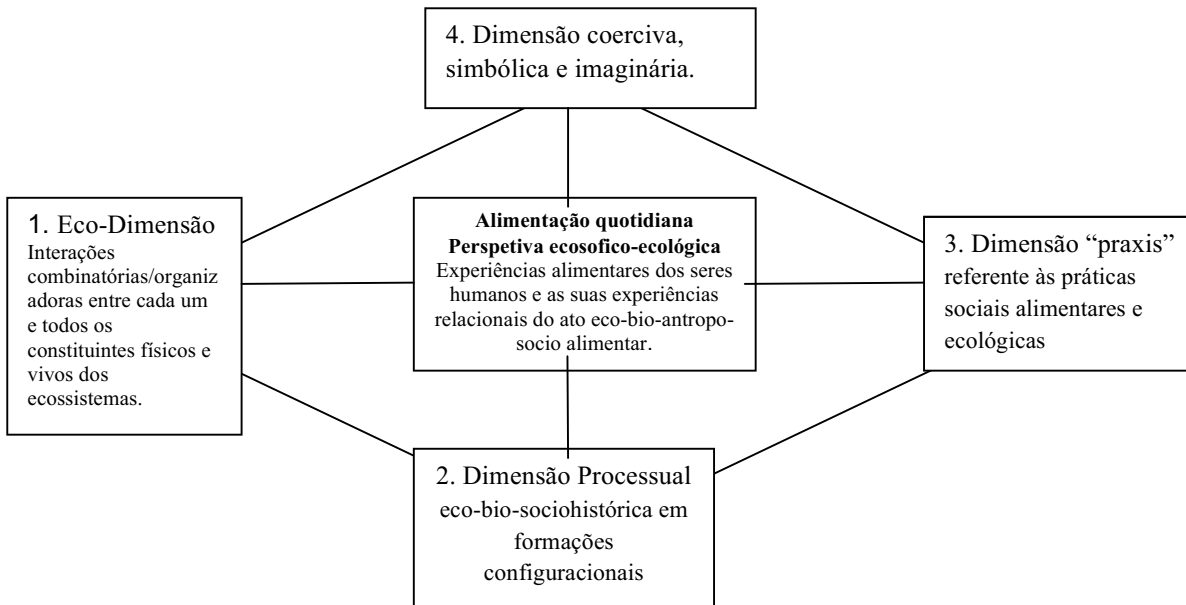 4. Dimensão coerciva,
simbólica e imaginária.
1. Eco-Dimensão
Interações
combinatórias/organiz
adoras entre cada um
e todos os
constituintes físicos e
vivos dos
ecossistemas.
Alimentação quotidiana
Perspetiva ecosofico-ecológica
Experiências alimentares dos seres
humanos e as suas experiências
relacionais do ato eco-bio-antropo-
socio alimentar.
3. Dimensão “praxis”
referente às práticas
sociais alimentares e
ecológicas
2. Dimensão Processual
eco-bio-sociohistórica em
formações
configuracionais